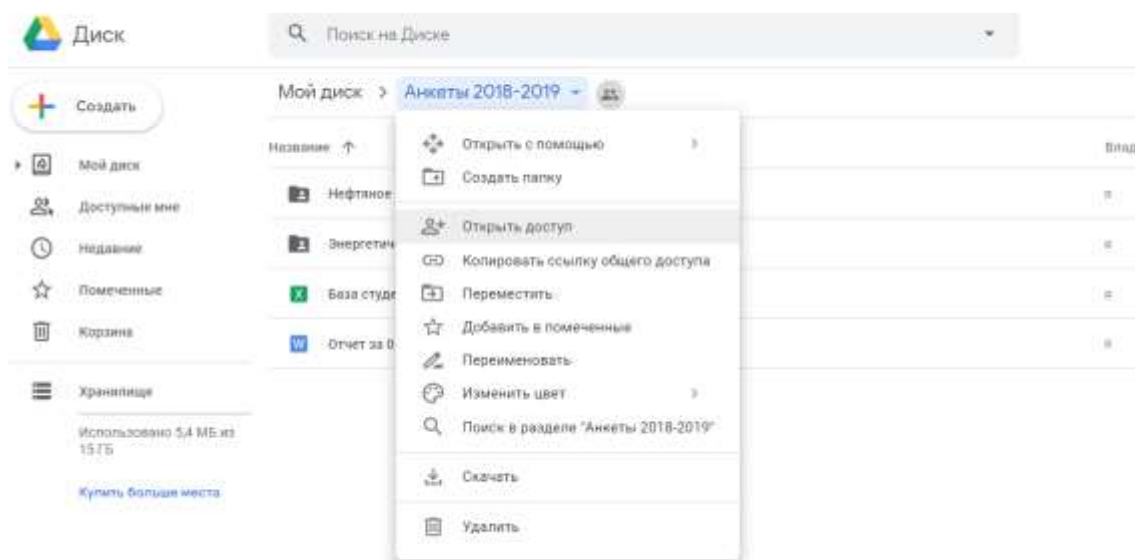 Диск
Поиск на Диске
Создать
Мой диск > Анкеты 2018-2019
Название
Влад
Мой диск
Доступные мне
Недавние
Помеченные
Корзина
Хранилище
Использовано 5,4 МБ из
15 ГБ
Купить больше места
Нефтяное
Энергетич
База студе
Отчет за 0
Открыть с помощью
Создать папку
Открыть доступ
Копировать ссылку общего доступа
Переместить
Добавить в помеченные
Переименовать
Изменить цвет
Поиск в разделе "Анкеты 2018-2019"
Скачать
Удалить